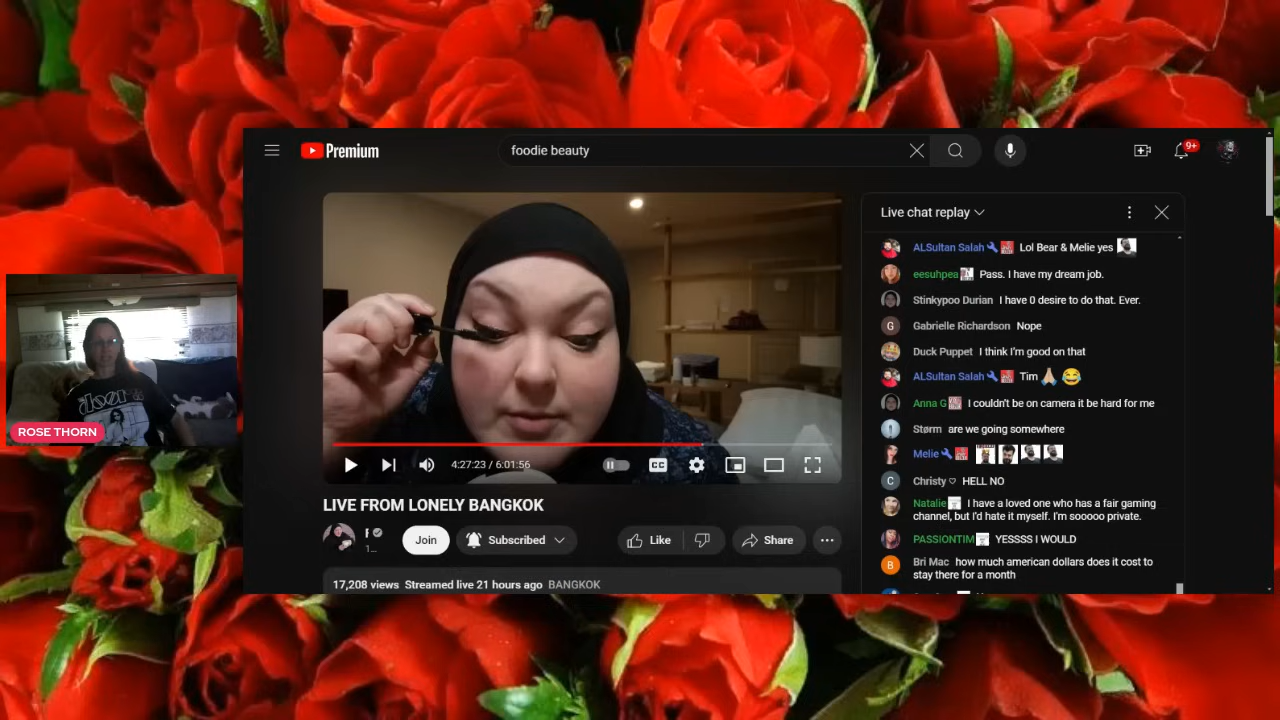 Premium
foodie beauty
9+
4:27:23 / 6:01:56
CC
LIVE FROM LONELY BANGKOK
Join
Subscribed
Like
Share
17,208 views Streamed live 21 hours ago BANGKOK
Live chat replay
ALSultan Salah Lol Bear & Melie yes
eesuhpea Pass. I have my dream job.
Stinkypoo Durian I have 0 desire to do that. Ever.
G Gabrielle Richardson Nope
Duck Puppet I think I'm good on that
ALSultan Salah Tim 🙏 😂
Anna G I couldn't be on camera it be hard for me
Størm are we going somewhere
Melie
C Christy♡ HELL NO
Natalie I have a loved one who has a fair gaming
channel, but I'd hate it myself. I'm sooooo private.
PASSIONTIM YESSSS I WOULD
B Bri Mac how much american dollars does it cost to
stay there for a month
ROSE THORN